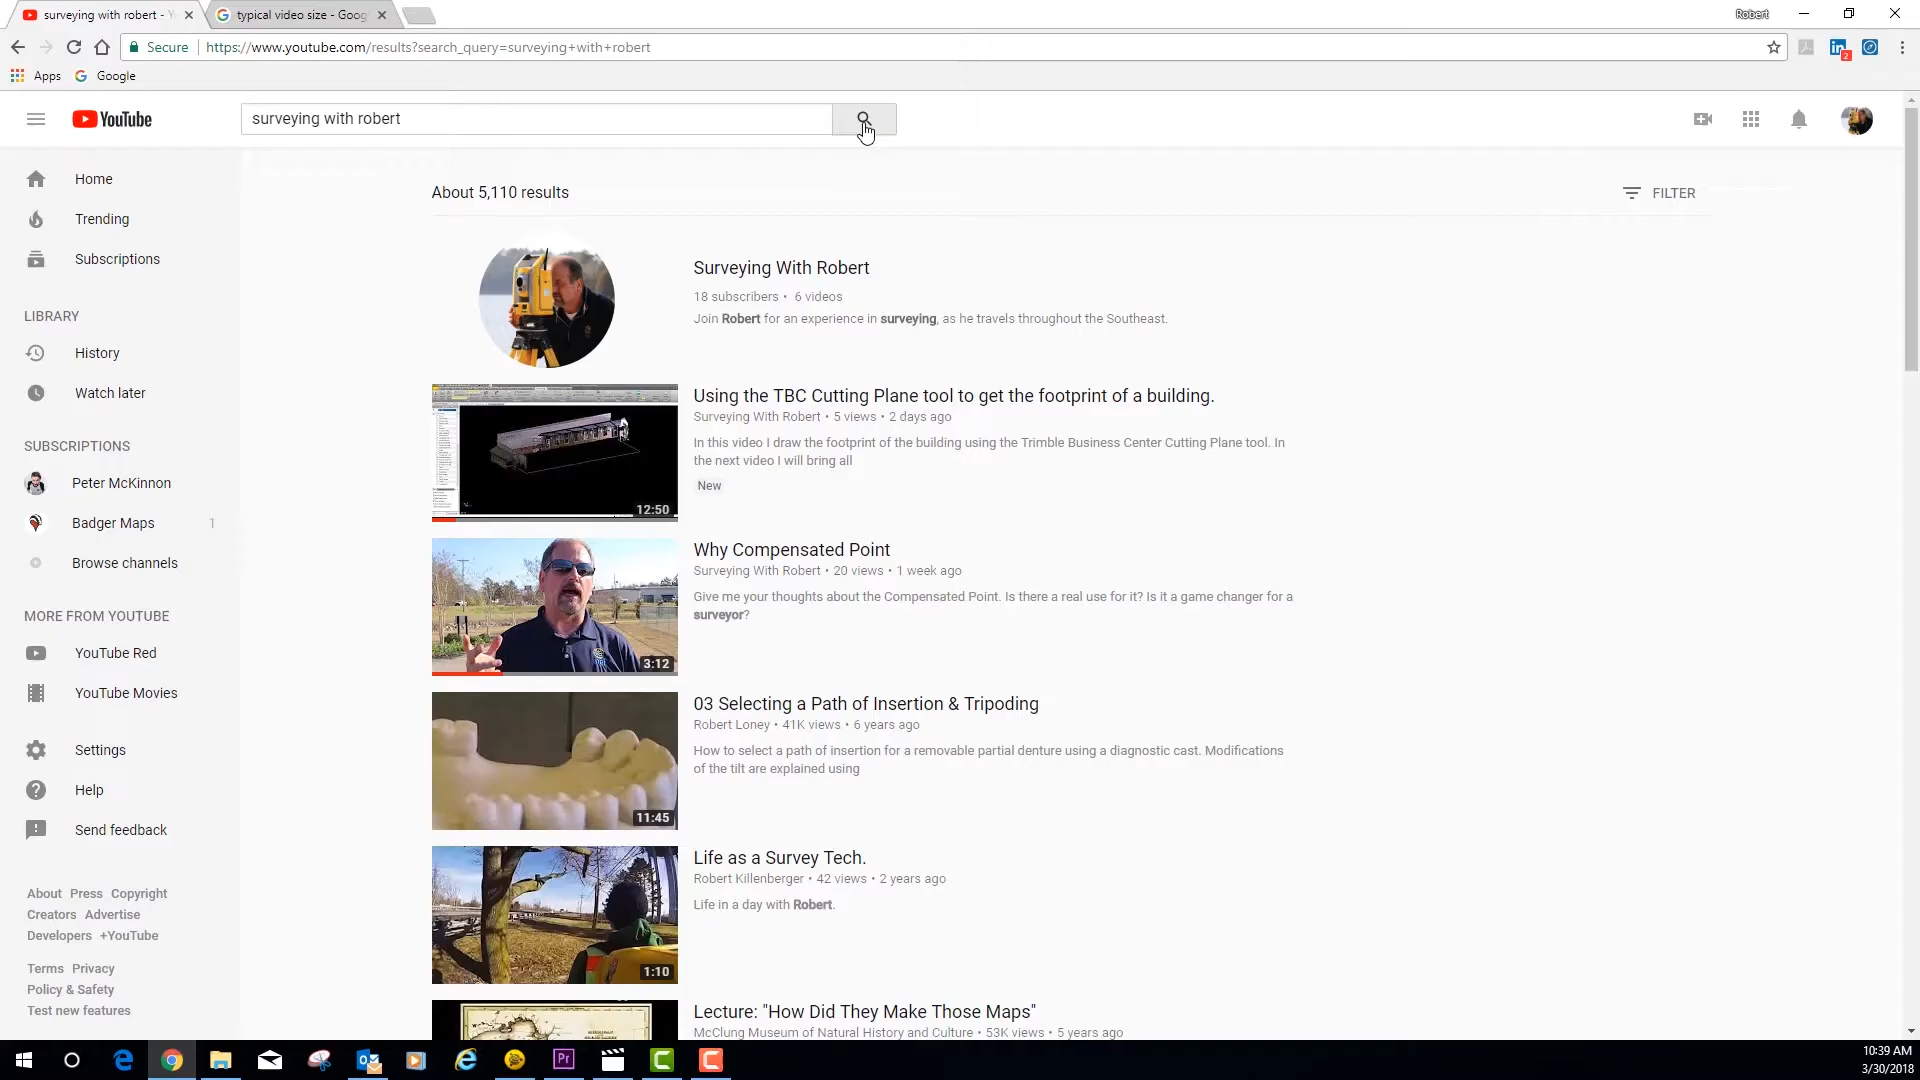 surveying with robert - Y
typical video size - Goog
Robert
Secure
https://www.youtube.com/results?search_query=surveying+with+robert
2
Apps
Google
YouTube
surveying with robert
Home
Trending
Subscriptions
LIBRARY
History
Watch later
SUBSCRIPTIONS
Peter McKinnon
Badger Maps 1
Browse channels
MORE FROM YOUTUBE
YouTube Red
YouTube Movies
Settings
Help
Send feedback
About Press Copyright
Creators Advertise
Developers +YouTube
Terms Privacy
Policy & Safety
Test new features
About 5,110 results
FILTER
Surveying With Robert
18 subscribers • 6 videos
Join Robert for an experience in surveying, as he travels throughout the Southeast.
12:50
Using the TBC Cutting Plane tool to get the footprint of a building.
Surveying With Robert • 5 views • 2 days ago
In this video I draw the footprint of the building using the Trimble Business Center Cutting Plane tool. In
the next video I will bring all
New
3:12
Why Compensated Point
Surveying With Robert • 20 views • 1 week ago
Give me your thoughts about the Compensated Point. Is there a real use for it? Is it a game changer for a
surveyor?
11:45
03 Selecting a Path of Insertion & Tripoding
Robert Loney • 41K views • 6 years ago
How to select a path of insertion for a removable partial denture using a diagnostic cast. Modifications
of the tilt are explained using
1:10
Life as a Survey Tech.
Robert Killenberger • 42 views • 2 years ago
Life in a day with Robert.
Lecture: "How Did They Make Those Maps"
McClung Museum of Natural History and Culture • 53K views • 5 years ago
Pr
10:39 AM
3/30/2018